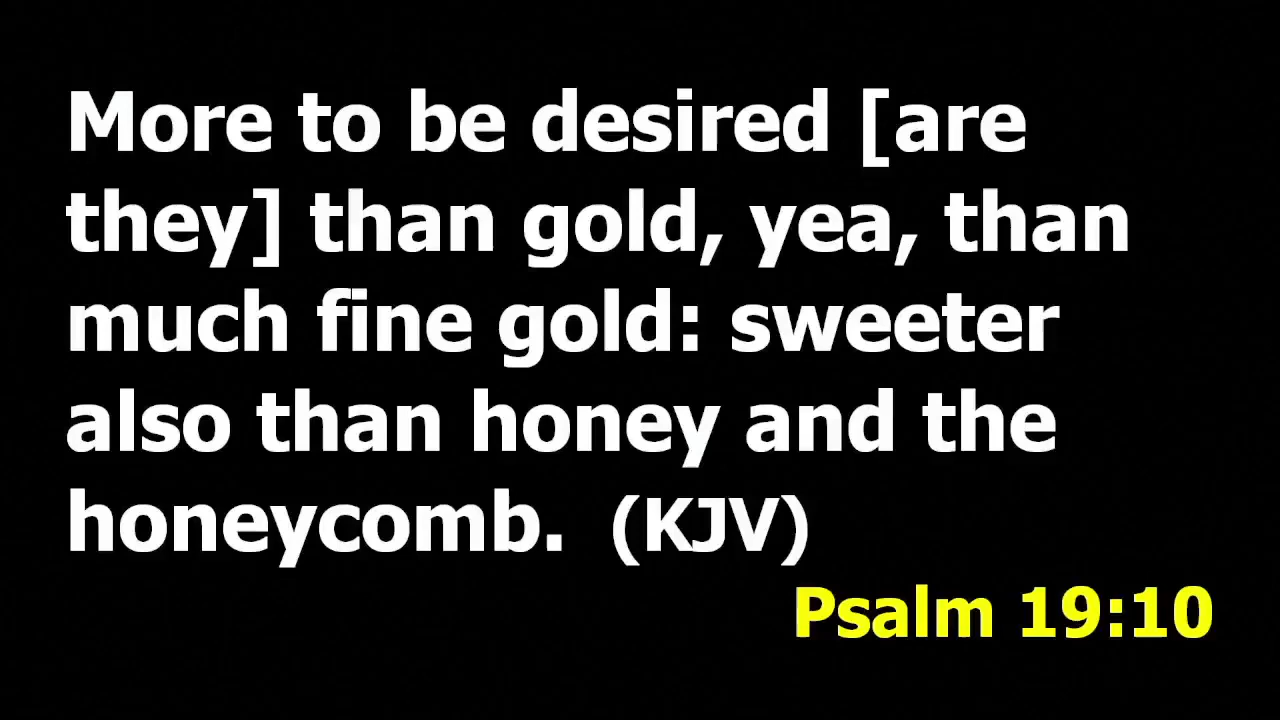 More to be desired [are
they] than gold, yea, than
much fine gold: sweeter
also than honey and the
honeycomb.  (KJV)
Psalm 19:10